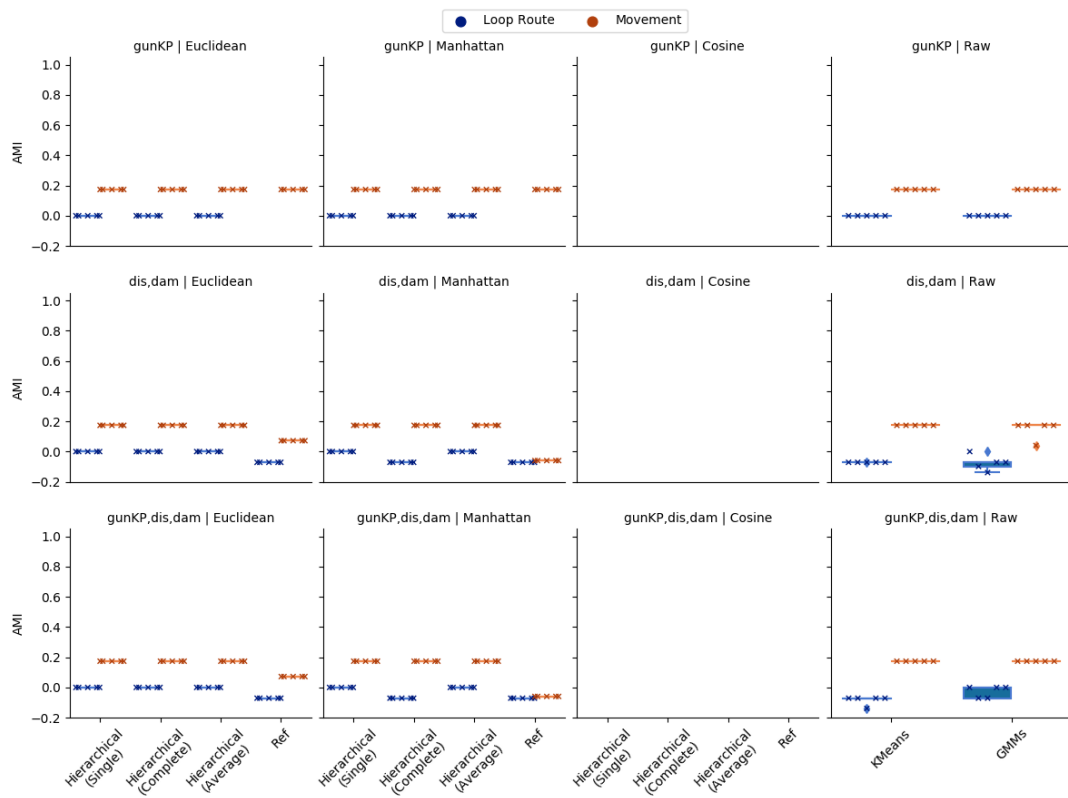 Loop Route Movement
gunKP | Euclidean gunKP | Manhattan gunKP | Cosine gunKP | Raw
1.0
0.8
0.6
AMI
0.4
0.2
0.0
−0.2
dis,dam | Euclidean dis,dam | Manhattan dis,dam | Cosine dis,dam | Raw
1.0
0.8
0.6
AMI
0.4
0.2
0.0
−0.2
gunKP,dis,dam | Euclidean gunKP,dis,dam | Manhattan gunKP,dis,dam | Cosine gunKP,dis,dam | Raw
1.0
0.8
0.6
AMI
0.4
0.2
0.0
−0.2
Hierarchical
(Single)
Hierarchical
(Complete)
Hierarchical
(Average)
Ref
Hierarchical
(Single)
Hierarchical
(Complete)
Hierarchical
(Average)
Ref
Hierarchical
(Single)
Hierarchical
(Complete)
Hierarchical
(Average)
Ref
KMeans
GMMs